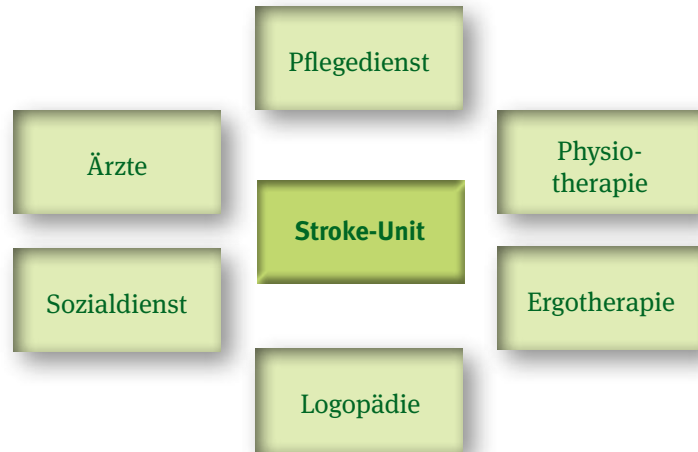 Pflegedienst
Ärzte
Physio-
therapie
Stroke-Unit
Sozialdienst
Ergotherapie
Logopädie